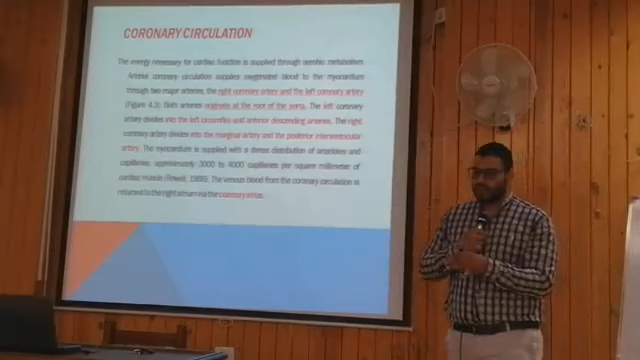 CORONARY CIRCULATION
The energy necessary for cardiac function is supplied through aerobic metabolism
Arterial coronary circulation supplies oxygenated blood to the myocardium
through two major arteries, the right coronary artery and the left coronary artery
(Figure 4.3). Both arteries originate at the root of the aorta. The left coronary
artery divides into the left circumflex and anterior descending arteries. The right
coronary artery divides into the marginal artery and the posterior interventricular
artery. The myocardium is supplied with a dense distribution of arterioles and
capillaries: approximately 3000 to 4000 capillaries per square millimeter of
cardiac muscle (Rowell, 1986). The venous blood from the coronary circulation is
returned to the right atrium via the coronary sinus.